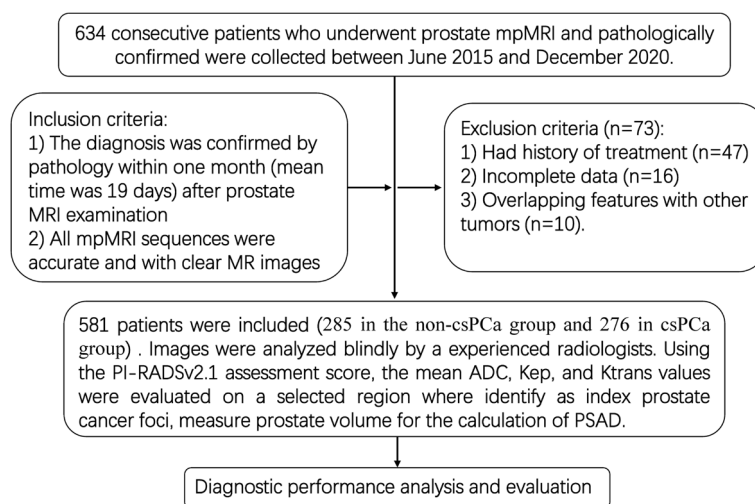 634 consecutive patients who underwent prostate mpMRI and pathologically
confirmed were collected between June 2015 and December 2020.
Inclusion criteria:
1) The diagnosis was confirmed by
pathology within one month (mean
time was 19 days) after prostate
MRI examination
2) All mpMRI sequences were
accurate and with clear MR images
Exclusion criteria (n=73):
1) Had history of treatment (n=47)
2) Incomplete data (n=16)
3) Overlapping features with other
tumors (n=10).
581 patients were included (285 in the non-csPCa group and 276 in csPCa
group) . Images were analyzed blindly by a experienced radiologists. Using
the PI-RADSv2.1 assessment score, the mean ADC, Kep, and Ktrans values
were evaluated on a selected region where identify as index prostate
cancer foci, measure prostate volume for the calculation of PSAD.
Diagnostic performance analysis and evaluation